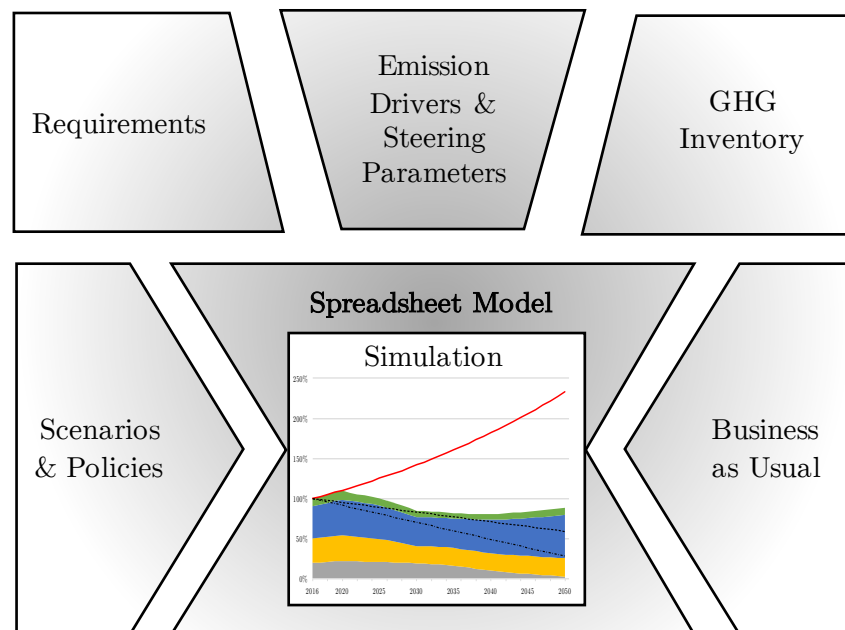 Requirements
Emission
Drivers &
Steering
Parameters
GHG
Inventory
Spreadsheet Model
Simulation
Scenarios
& Policies
Business
as Usual
250%
200%
150%
100%
50%
0%
2016 2020 2025 2030 2035 2040 2045 2050